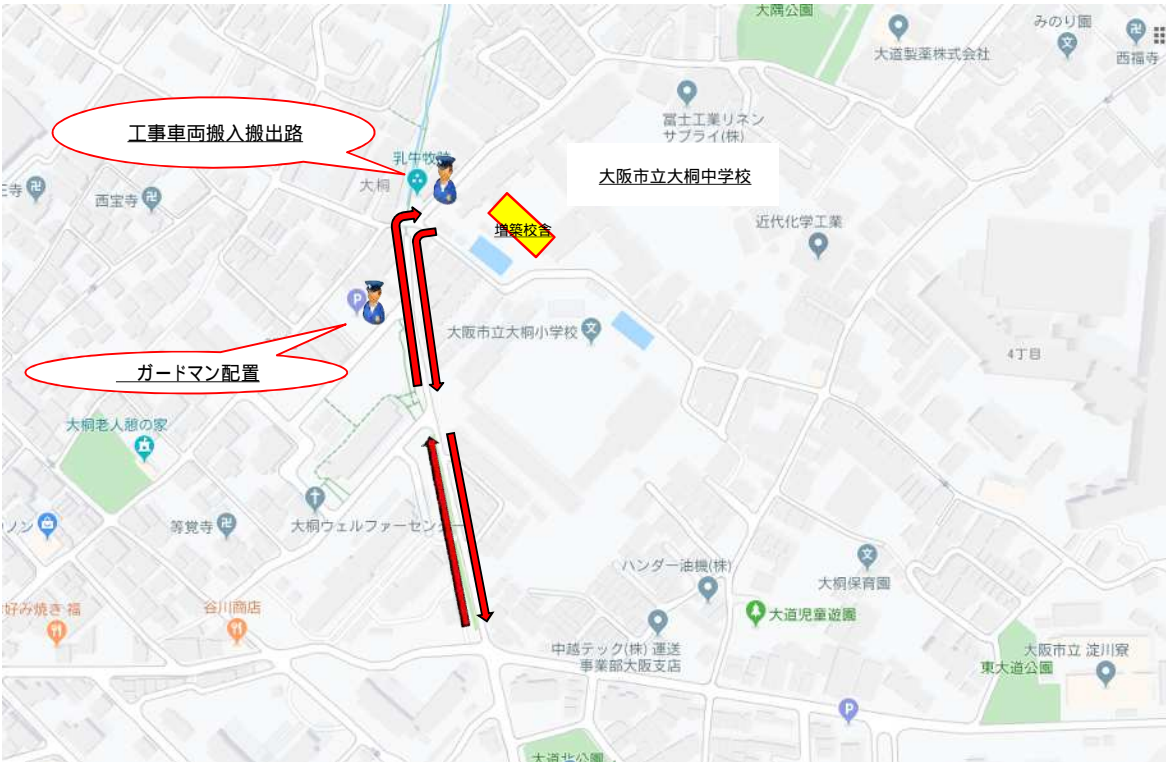 大隅公園
みのり園
大道製薬株式会社
西福寺
富士工業リネン
サプライ(株)
工事車両搬入搬出路
乳牛牧跡
大桐
西宝寺
大阪市立大桐中学校
増築校舎
近代化学工業
P
大阪市立大桐小学校
4丁目
ガードマン配置
大桐老人憩の家
等覚寺
大桐ウェルファーセンター
ハンダー油機(株)
大桐保育園
大道児童遊園
谷川商店
中越テック(株) 運送
事業部大阪支店
大阪市立 淀川寮
東大道公園
P
大道北公園